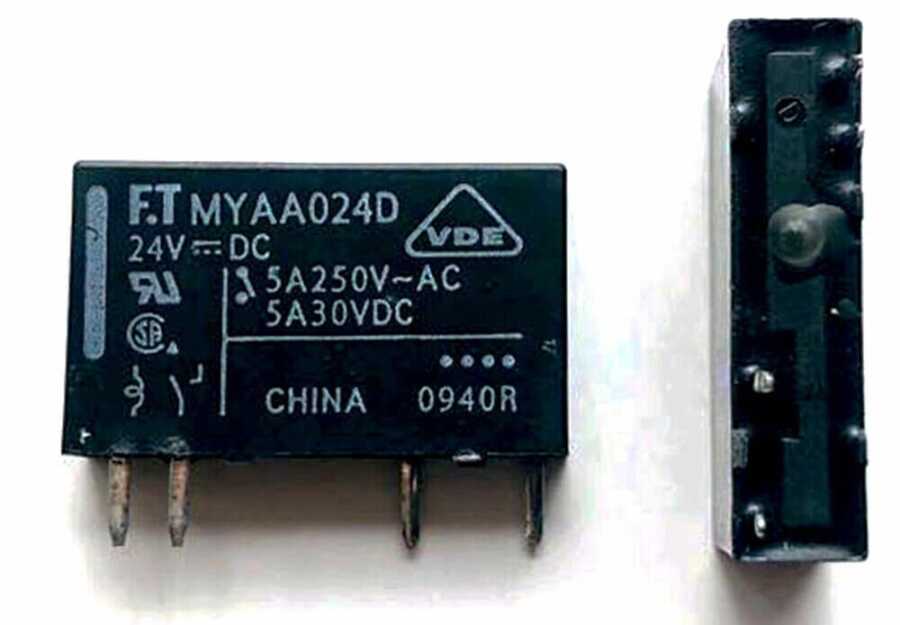 F.T MYAA024D
VDE
24V⎓DC
5A250V~AC
5A30VDC
CHINA 0940R